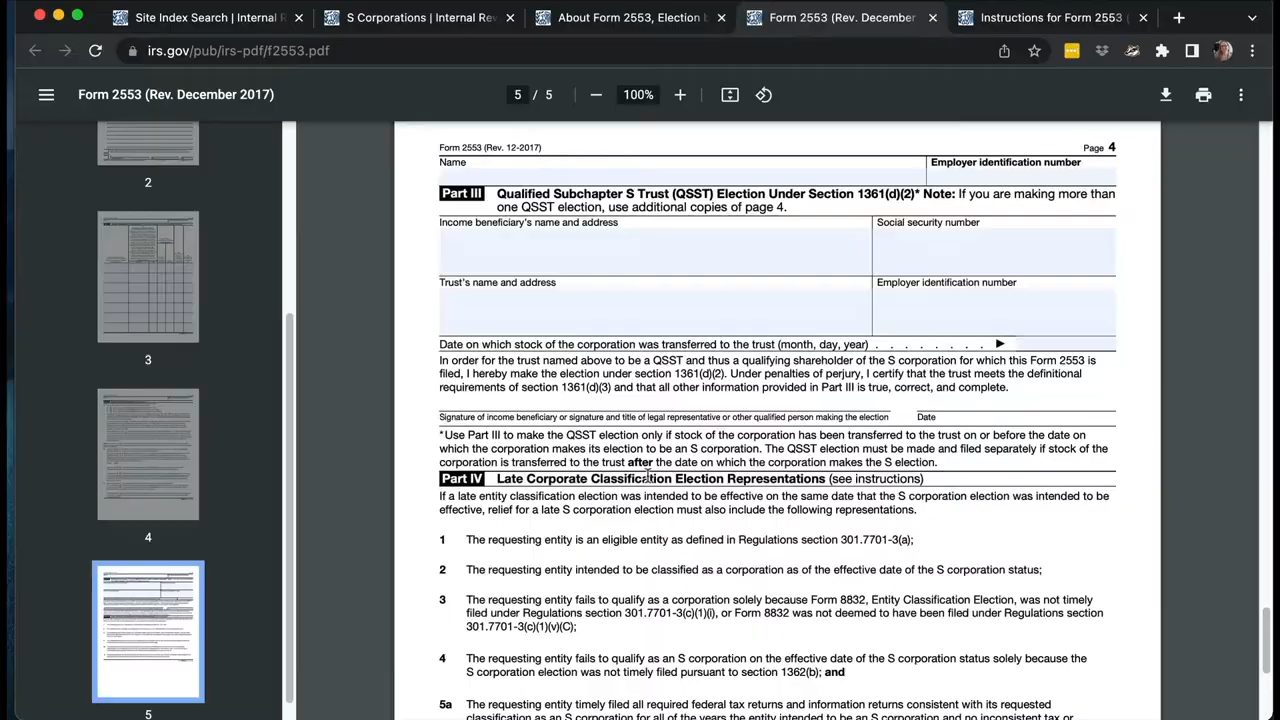 Site Index Search | Internal R
S Corporations | Internal Rev
About Form 2553, Election b
Form 2553 (Rev. December
Instructions for Form 2553 (
irs.gov/pub/irs-pdf/f2553.pdf
Form 2553 (Rev. December 2017)
5 / 5
100%
2
3
4
5
Form 2553 (Rev. 12-2017)
Page 4
Name
Employer identification number
Part III Qualified Subchapter S Trust (QSST) Election Under Section 1361(d)(2)* Note: If you are making more than
one QSST election, use additional copies of page 4.
Income beneficiary's name and address
Social security number
Trust's name and address
Employer identification number
Date on which stock of the corporation was transferred to the trust (month, day, year) . . . . . . . . ▶
In order for the trust named above to be a QSST and thus a qualifying shareholder of the S corporation for which this Form 2553 is
filed, I hereby make the election under section 1361(d)(2). Under penalties of perjury, I certify that the trust meets the definitional
requirements of section 1361(d)(3) and that all other information provided in Part III is true, correct, and complete.
Signature of income beneficiary or signature and title of legal representative or other qualified person making the election
Date
*Use Part III to make the QSST election only if stock of the corporation has been transferred to the trust on or before the date on
which the corporation makes its election to be an S corporation. The QSST election must be made and filed separately if stock of the
corporation is transferred to the trust after the date on which the corporation makes the S election.
Part IV Late Corporate Classification Election Representations (see instructions)
If a late entity classification election was intended to be effective on the same date that the S corporation election was intended to be
effective, relief for a late S corporation election must also include the following representations.
1 The requesting entity is an eligible entity as defined in Regulations section 301.7701-3(a);
2 The requesting entity intended to be classified as a corporation as of the effective date of the S corporation status;
3 The requesting entity fails to qualify as a corporation solely because Form 8832, Entity Classification Election, was not timely
filed under Regulations section 301.7701-3(c)(1)(i), or Form 8832 was not deemed to have been filed under Regulations section
301.7701-3(c)(1)(v)(C);
4 The requesting entity fails to qualify as an S corporation on the effective date of the S corporation status solely because the
S corporation election was not timely filed pursuant to section 1362(b); and
5a The requesting entity timely filed all required federal tax returns and information returns consistent with its requested
classification as an S corporation for all of the years the entity intended to be an S corporation and no inconsistent tax or